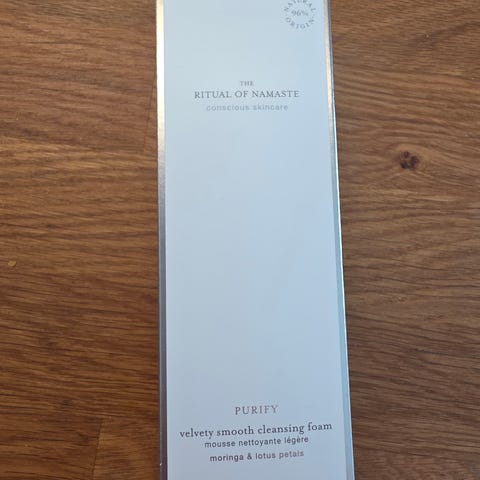 NATURAL
96%
ORIGIN
THE
RITUAL OF NAMASTE
conscious skincare
PURIFY
velvety smooth cleansing foam
mousse nettoyante légère
moringa & lotus petals